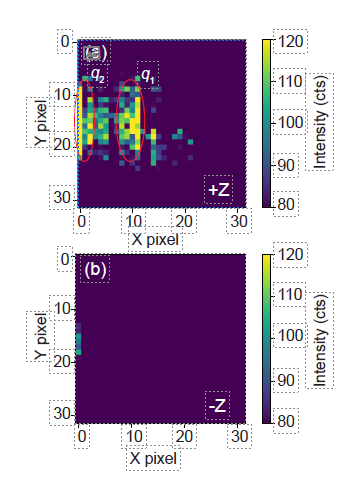 (a)
q2 q1
0
10
20
30
Y pixel
+Z
0 10 20 30
X pixel
120
110
100
90
80
Intensity (cts)
(b)
0
10
20
30
Y pixel
-Z
0 10 20 30
X pixel
120
110
100
90
80
Intensity (cts)